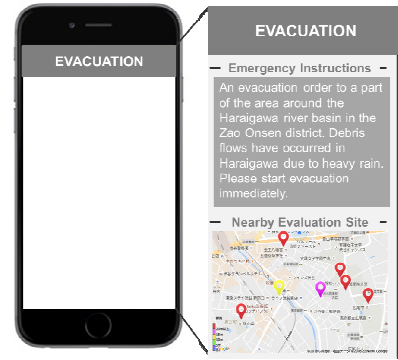 EVACUATION
EVACUATION
Emergency Instructions
An evacuation order to a part
of the area around the
Haraigawa river basin in the
Zao Onsen district. Debris
flows have occurred in
Haraigawa due to heavy rain.
Please start evacuation
immediately.
Nearby Evaluation Site